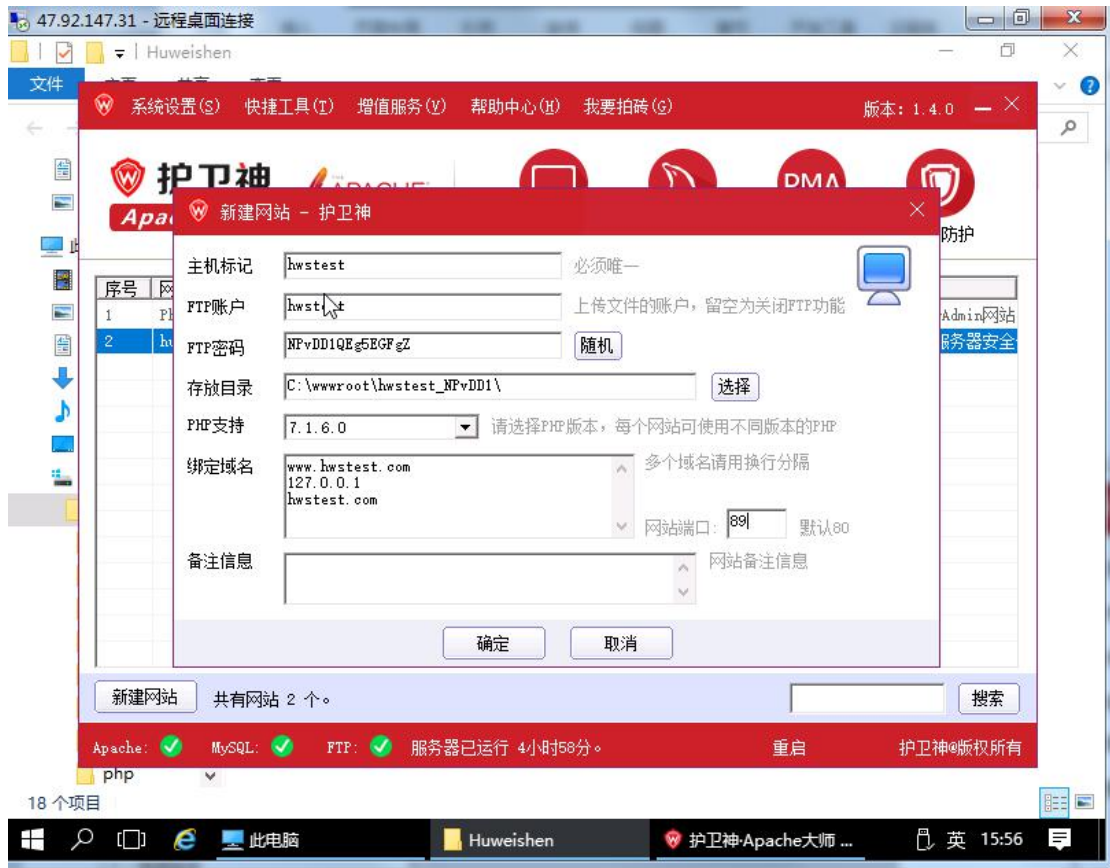 47.92.147.31 - 远程桌面连接
Huweishen
文件
系统设置(S) 快捷工具(T) 增值服务(V) 帮助中心(H) 我要拍砖(G) 版本: 1.4.0
护卫神
APACHE
PMA
新建网站 - 护卫神
防护
主机标记 hwstest 必须唯一
序号
FTP账户 上传文件的账户，留空为关闭FTP功能
1 Admin网站
FTP密码 NPvDD1QEg5EGFgZ 随机
2 服务器安全
存放目录 C:\wwwroot\hwstest_NPvDD1\ 选择
PHP支持 7.1.6.0 请选择PHP版本，每个网站可使用不同版本的PHP
绑定域名 www.hwstest.com 多个域名请用换行分隔
127.0.0.1
hwstest.com
网站端口: 89 默认80
备注信息 网站备注信息
确定 取消
新建网站 共有网站 2 个。 搜索
Apache: MySQL: FTP: 服务器已运行 4小时58分。 重启 护卫神@版权所有
php
18 个项目
此电脑 Huweishen 护卫神·Apache大师 ... 英 15:56